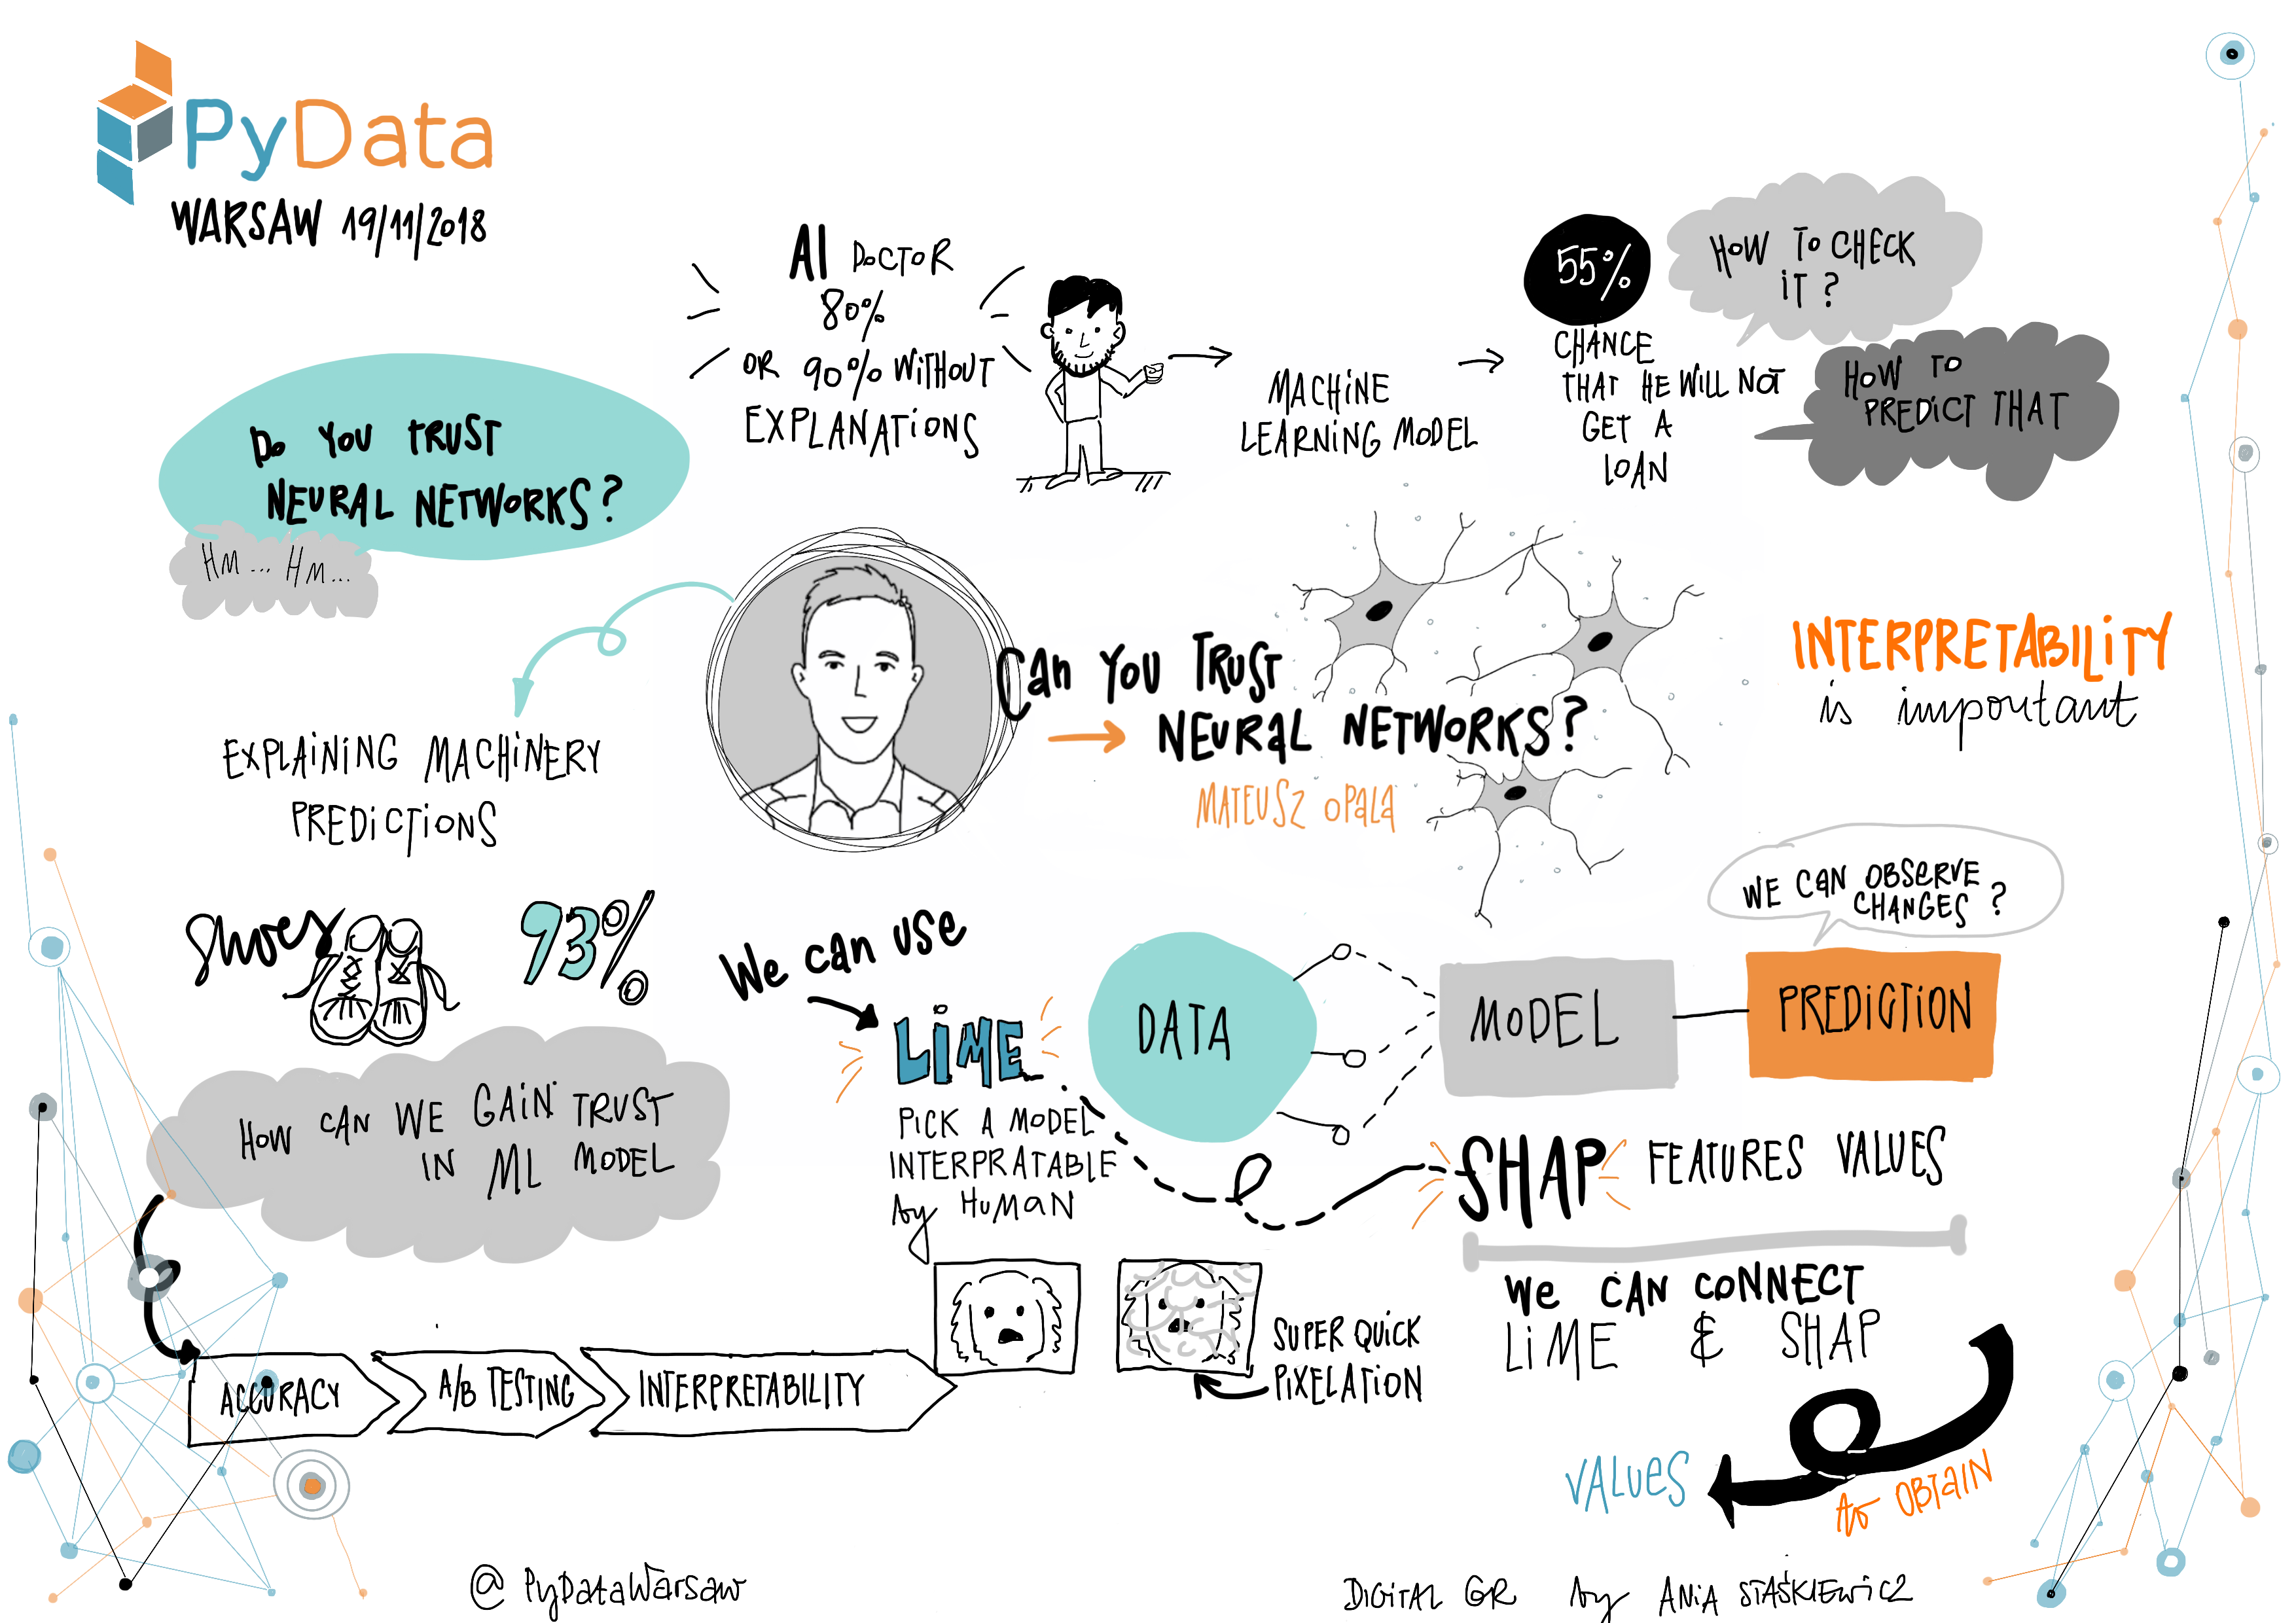 PyData
WARSAW 19/11/2018
AI DOCTOR
80%
OR 90% WITHOUT
EXPLANATIONS
MACHINE
LEARNING MODEL
55%
CHANCE
THAT HE WILL NOT
GET A
LOAN
HOW TO CHECK
IT?
HOW TO
PREDICT THAT
DO YOU TRUST
NEURAL NETWORKS?
HM... HM...
CAN YOU TRUST
NEURAL NETWORKS?
MATEUSZ OPALA
INTERPRETABILITY
is important
EXPLAINING MACHINERY
PREDICTIONS
SHOES
93%
HOW CAN WE GAIN TRUST
IN ML MODEL
ACCURACY
A/B TESTING
INTERPRETABILITY
We can use
LIME
PICK A MODEL
INTERPRATABLE
by HUMAN
DATA
MODEL
PREDICTION
WE CAN OBSERVE
CHANGES?
SHAP FEATURES VALUES
SUPER QUICK
PIXELATION
WE CAN CONNECT
LIME & SHAP
to OBTAIN
VALUES
@PyDataWarsaw
DIGITAL GR by ANIA STAŚKIEWICZ